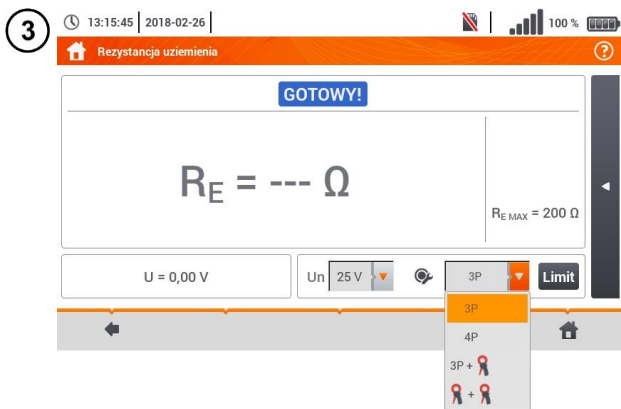 3
13:15:45 2018-02-26 100 %
Rezystancja uziemienia ?
GOTOWY!
RE = --- Ω
RE MAX = 200 Ω
U = 0,00 V
Un 25 V 3P Limit
3P
4P
3P +
+